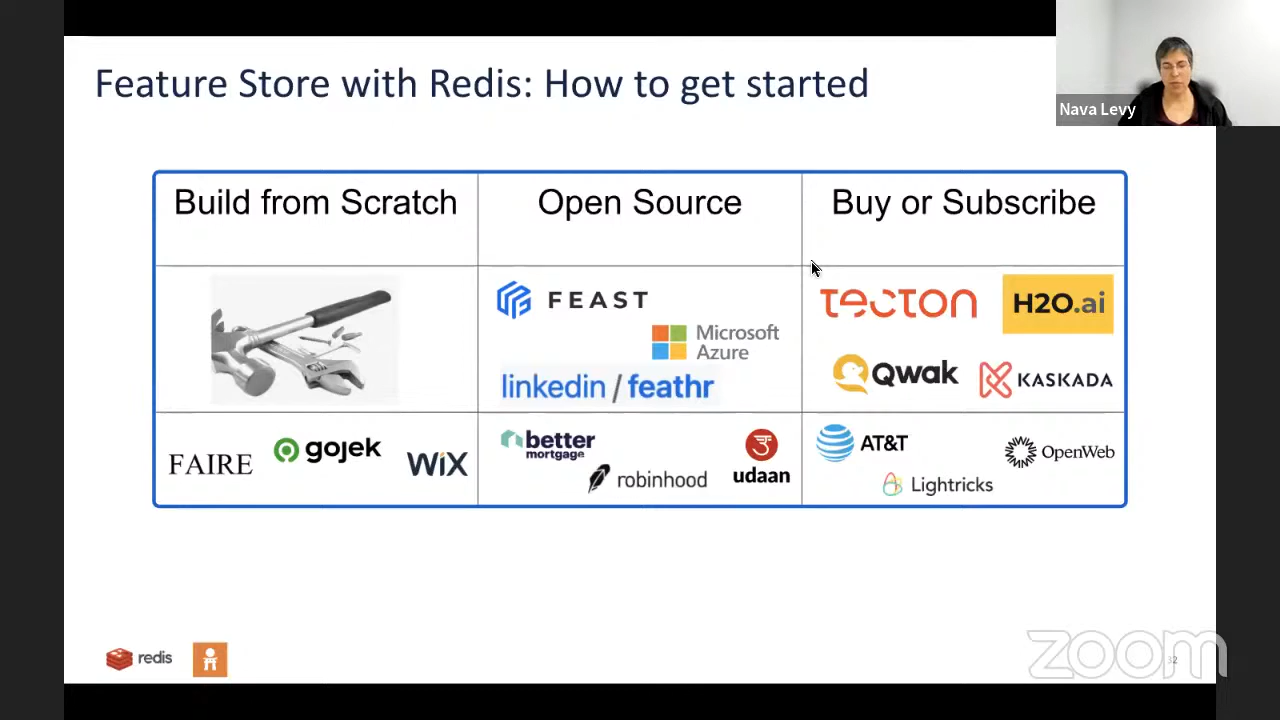 Feature Store with Redis: How to get started
Nava Levy
Build from Scratch
Open Source
Buy or Subscribe
FEAST
Microsoft
Azure
linkedin / feathr
tecton
H2O.ai
Qwak
KASKADA
FAIRE
gojek
WiX
better
mortgage
robinhood
उ
udaan
AT&T
OpenWeb
Lightricks
redis
zoom
32